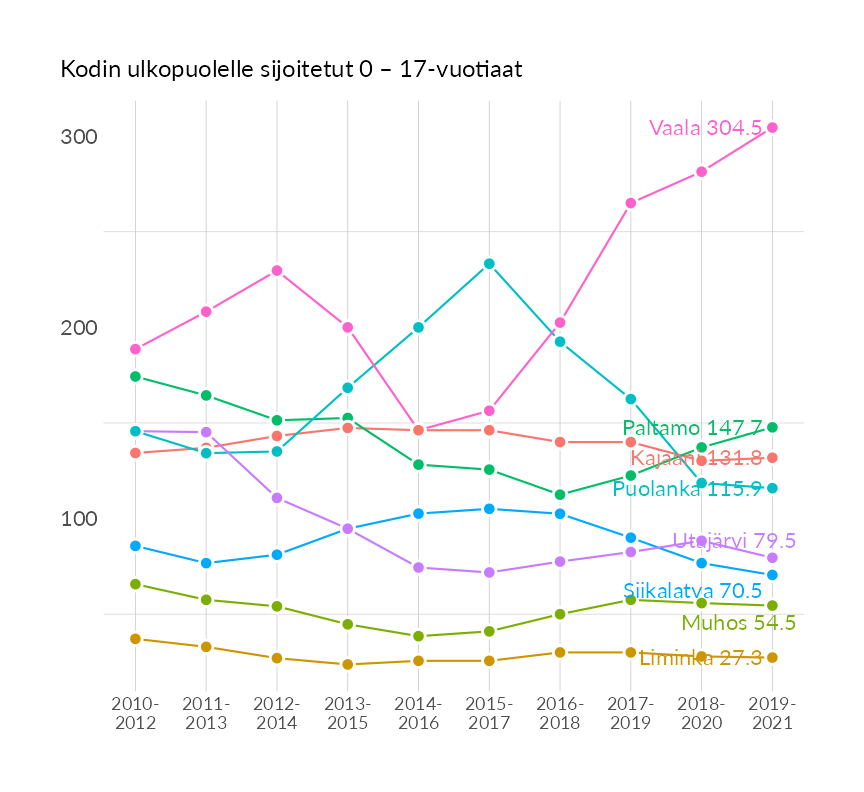 Kodin ulkopuolelle sijoitetut 0 – 17-vuotiaat
300
200
100
Vaala 304.5
Paltamo 147.7
Kajaani 131.8
Puolanka 115.9
Utajärvi 79.5
Siikalatva 70.5
Muhos 54.5
Liminka 27.3
2010- 2011- 2012- 2013- 2014- 2015- 2016- 2017- 2018- 2019-
2012 2013 2014 2015 2016 2017 2018 2019 2020 2021